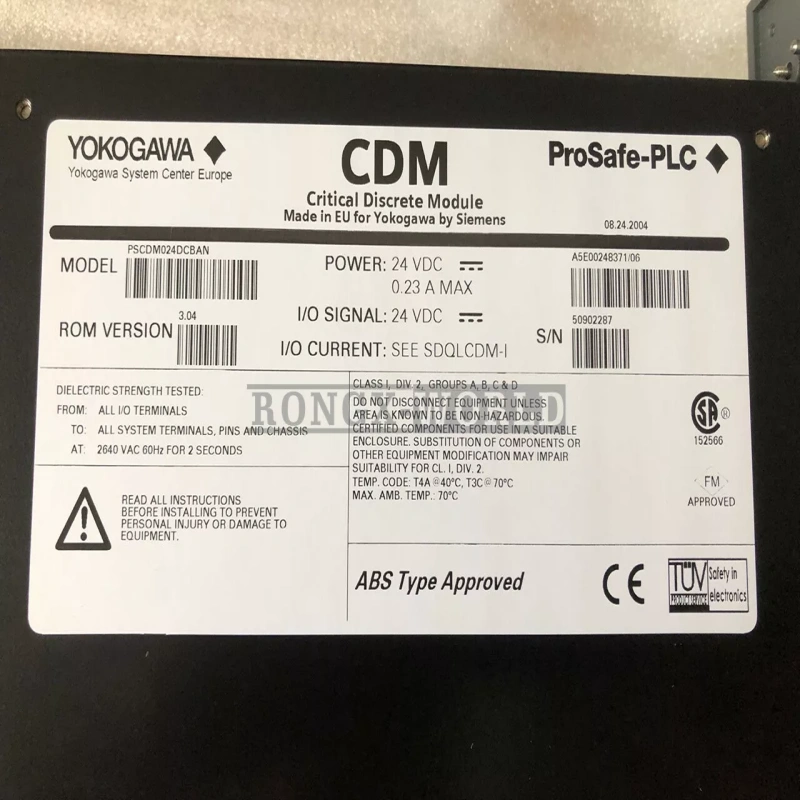 YOKOGAWA
Yokogawa System Center Europe
CDM
Critical Discrete Module
Made in EU for Yokogawa by Siemens
ProSafe-PLC
08.24.2004
MODEL
PSCDM024DCBAN
POWER: 24 VDC
0.23 A MAX
A5E00248371/06
ROM VERSION
3.04
I/O SIGNAL: 24 VDC
I/O CURRENT: SEE SDQLCDM-I
S/N
50902287
DIELECTRIC STRENGTH TESTED:
FROM: ALL I/O TERMINALS
TO: ALL SYSTEM TERMINALS, PINS AND CHASSIS
AT: 2640 VAC 60Hz FOR 2 SECONDS
READ ALL INSTRUCTIONS
BEFORE INSTALLING TO PREVENT
PERSONAL INJURY OR DAMAGE TO
EQUIPMENT.
CLASS I, DIV. 2, GROUPS A, B, C & D
DO NOT DISCONNECT EQUIPMENT UNLESS
AREA IS KNOWN TO BE NON-HAZARDOUS.
CERTIFIED COMPONENTS FOR USE IN A SUITABLE
ENCLOSURE. SUBSTITUTION OF COMPONENTS OR
OTHER EQUIPMENT MODIFICATION MAY IMPAIR
SUITABILITY FOR CL. I, DIV. 2.
TEMP. CODE: T4A @ 40°C, T3C @ 70°C
MAX. AMB. TEMP.: 70°C
SA ®
152566
FM
APPROVED
ABS Type Approved
CE
TÜV
PRODUCT SERVICE
Safety in
electronics